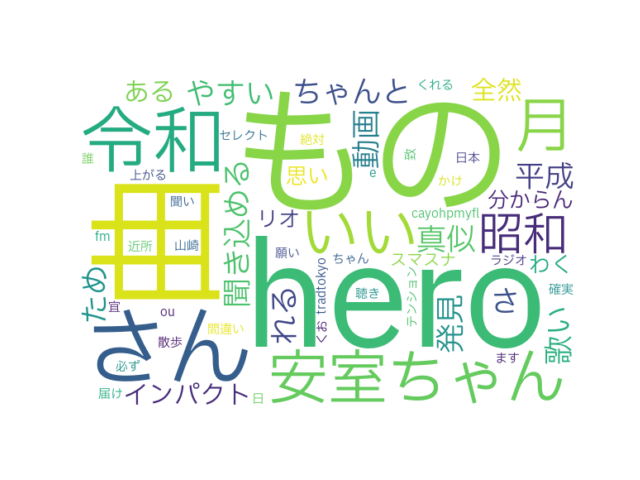 ある やすい ちゃんと くれる 全然
令和 もの 月
セレクト 絶対 動画 数 日本
誰 上がる 思い e かけ 平成
曲 聞い 聞き込める リオ いい cayohpmyfl 分からん
fm 近所 山崎 真似 昭和
ため hero 願い ちゃん スマスナ ラジオ わく
宜 ou れる くお tradtokyo 聴き テンション 発見 さ 確実
さん 間違い 歌い
必ず 散歩 安室ちゃん ます
届け インパクト 日